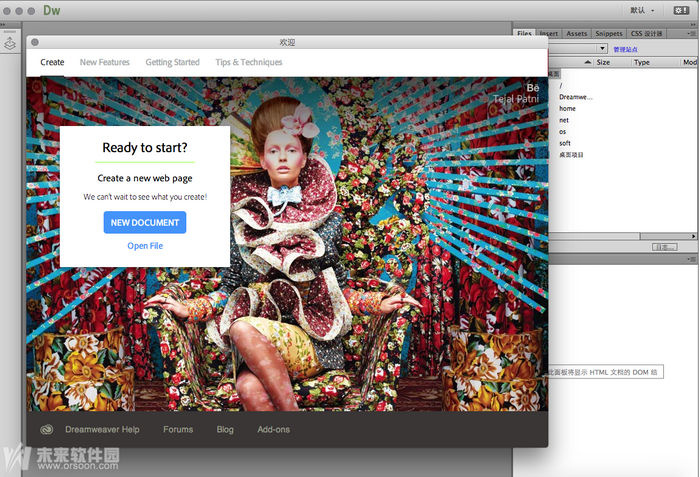 Dw
默认
欢迎
Create New Features Getting Started Tips & Techniques
Bē
Tejal Patni
Ready to start?
Create a new web page
We can't wait to see what you create!
NEW DOCUMENT
Open File
Dreamweaver Help Forums Blog Add-ons
Files Insert Assets Snippets CSS 设计器
管理站点
Size Type Mod
桌面
/
Dreamwe...
home
net
os
soft
桌面项目
日志...
此面板将显示 HTML 文档的 DOM 结
未来软件园
www.orsoon.com